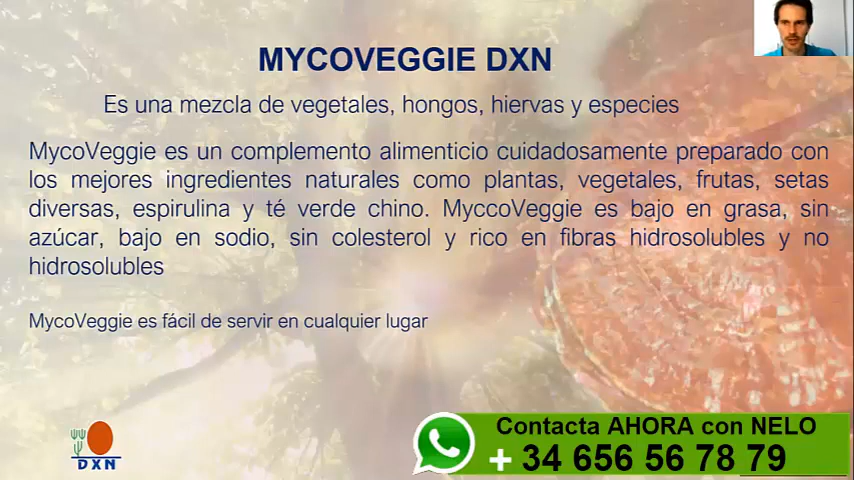 MYCOVEGGIE DXN
Es una mezcla de vegetales, hongos, hiervas y especies
MycoVeggie es un complemento alimenticio cuidadosamente preparado con
los mejores ingredientes naturales como plantas, vegetales, frutas, setas
diversas, espirulina y té verde chino. MyccoVeggie es bajo en grasa, sin
azúcar, bajo en sodio, sin colesterol y rico en fibras hidrosolubles y no
hidrosolubles
MycoVeggie es fácil de servir en cualquier lugar
DXN
Contacta AHORA con NELO
+ 34 656 56 78 79